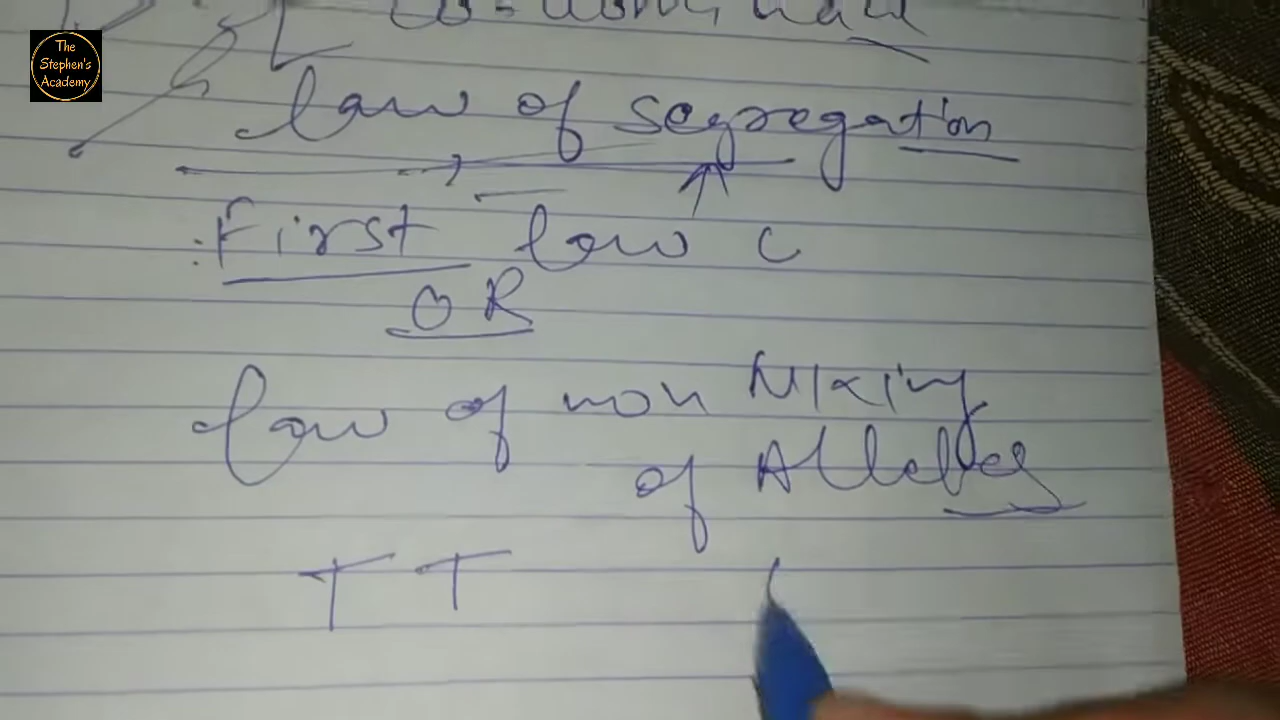 The
Stephen's
Academy
Law of Segregation
First law C
OR
Law of non Mixing
of Alleles
T T